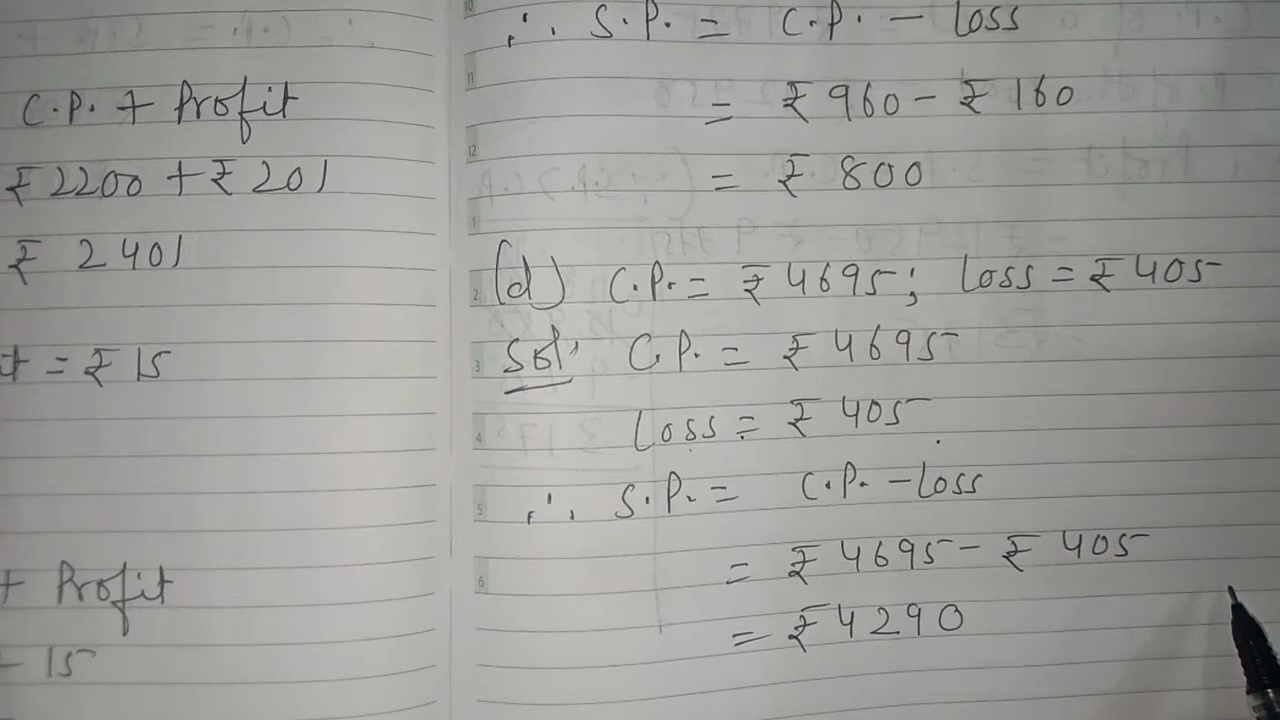 C.P. + Profit
₹ 2200 + ₹ 201
₹ 2401
= ₹ 15
+ Profit
- 15
∴ S.P. = C.P. - Loss
= ₹ 960 - ₹ 160
= ₹ 800
(d) C.P. = ₹ 4695; Loss = ₹ 405
Sol. C.P. = ₹ 4695
Loss = ₹ 405
∴ S.P. = C.P. - Loss
= ₹ 4695 - ₹ 405
= ₹ 4290